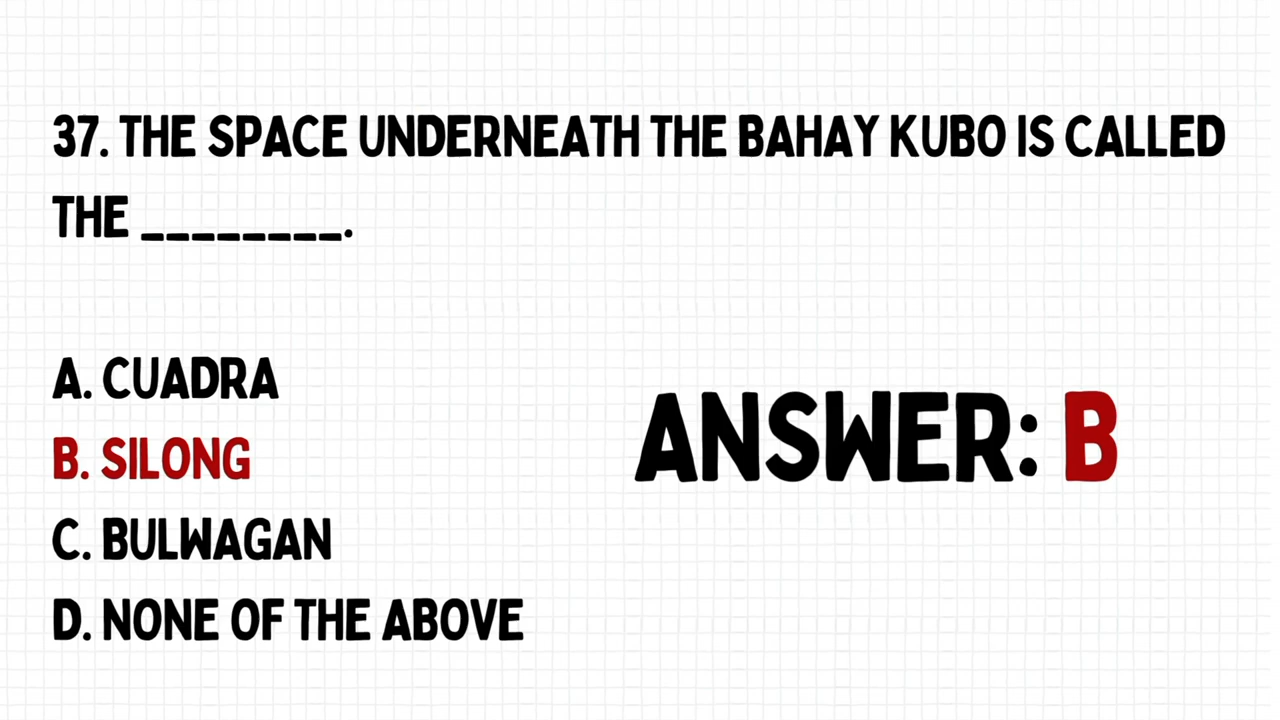 37. THE SPACE UNDERNEATH THE BAHAY KUBO IS CALLED
THE ________.
A. CUADRA
B. SILONG
C. BULWAGAN
D. NONE OF THE ABOVE
ANSWER: B